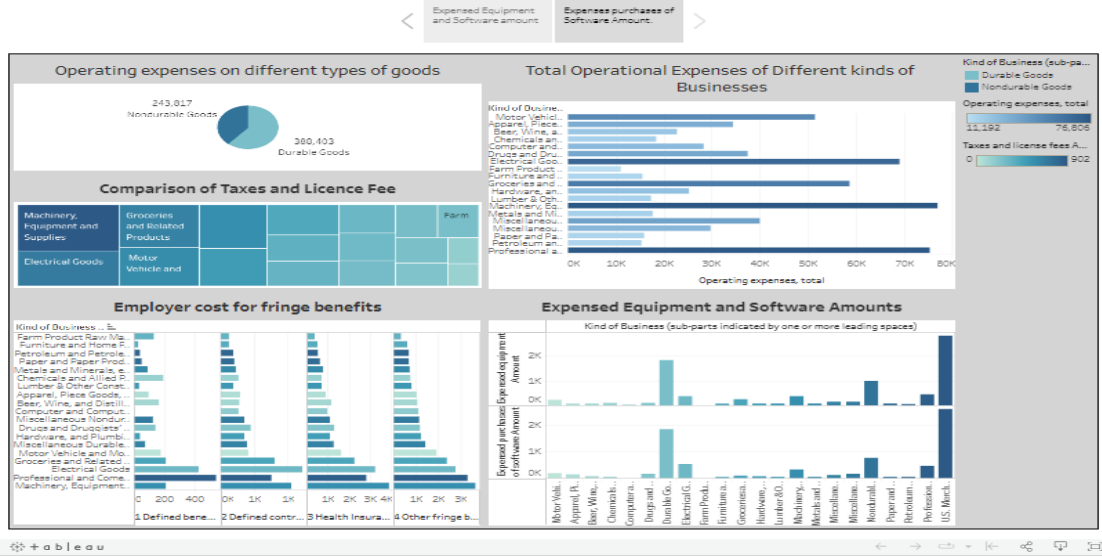 Expensed Equipment
and Software amount
Expenses purchases of
Software Amount.
Operating expenses on different types of goods
243,817
Nondurable Goods
380,403
Durable Goods
Comparison of Taxes and Licence Fee
Machinery,
Equipment and
Supplies
Electrical Goods
Groceries
and Related
Products
Motor
Vehicle and
Farm
Employer cost for fringe benefits
Kind of Business ..
Farm Product Raw Ma..
Furniture and Home F..
Petroleum and Petrole..
Paper and Paper Prod..
Metals and Minerals, e..
Chemicals and Allied P..
Lumber & Other Const..
Apparel, Piece Goods, ..
Beer, Wine, and Distill..
Computer and Comput..
Miscellaneous Nondur..
Drugs and Druggists' ..
Hardware, and Plumbi..
Miscellaneous Durable..
Motor Vehicle and Mo..
Groceries and Related ..
Electrical Goods
Professional and Come..
Machinery, Equipment..
0 200 400
0K 1K 1K
1K 2K 3K 4K
1K 2K 3K
1 Defined bene...
2 Defined contr...
3 Health Insura...
4 Other fringe b...
Total Operational Expenses of Different kinds of
Businesses
Kind of Busine..
Motor Vehicl..
Apparel, Piece..
Beer, Wine, a..
Chemicals an..
Computer and..
Drugs and Dru..
Electrical Goo..
Farm Product ..
Furniture and ..
Groceries and ..
Hardware, an..
Lumber & Oth..
Machinery, Eq..
Metals and Mi..
Miscellaneou..
Miscellaneou..
Paper and Pa..
Petroleum an..
Professional a..
0K 10K 20K 30K 40K 50K 60K 70K 80K
Operating expenses, total
Expensed Equipment and Software Amounts
Kind of Business (sub-parts indicated by one or more leading spaces)
Expensed equipment
Amount
2K
1K
0K
Expensed purchases
of software Amount
2K
1K
0K
Motor Vehi..
Apparel, Pi..
Beer, Wine,..
Chemicals ..
Computer a..
Drugs and ..
Durable Go..
Electrical G..
Farm Produ..
Furniture a..
Groceries a..
Hardware, ..
Lumber & O..
Machinery,..
Metals and ..
Miscellane..
Miscellane..
Nondurabl..
Paper and ..
Petroleum ..
Profession..
U.S. Merch..
Kind of Business (sub-pa...
Durable Goods
Nondurable Goods
Operating expenses, total
11,192 76,806
Taxes and license fees A...
0 902
+ableau